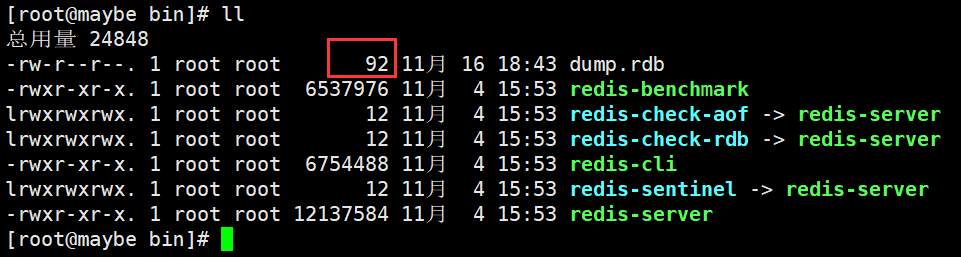 [root@maybe bin]# ll
总用量 24848
-rw-r--r--. 1 root root       92 11月 16 18:43 dump.rdb
-rwxr-xr-x. 1 root root  6537976 11月  4 15:53 redis-benchmark
lrwxrwxrwx. 1 root root       12 11月  4 15:53 redis-check-aof -> redis-server
lrwxrwxrwx. 1 root root       12 11月  4 15:53 redis-check-rdb -> redis-server
-rwxr-xr-x. 1 root root  6754488 11月  4 15:53 redis-cli
lrwxrwxrwx. 1 root root       12 11月  4 15:53 redis-sentinel -> redis-server
-rwxr-xr-x. 1 root root 12137584 11月  4 15:53 redis-server
[root@maybe bin]#